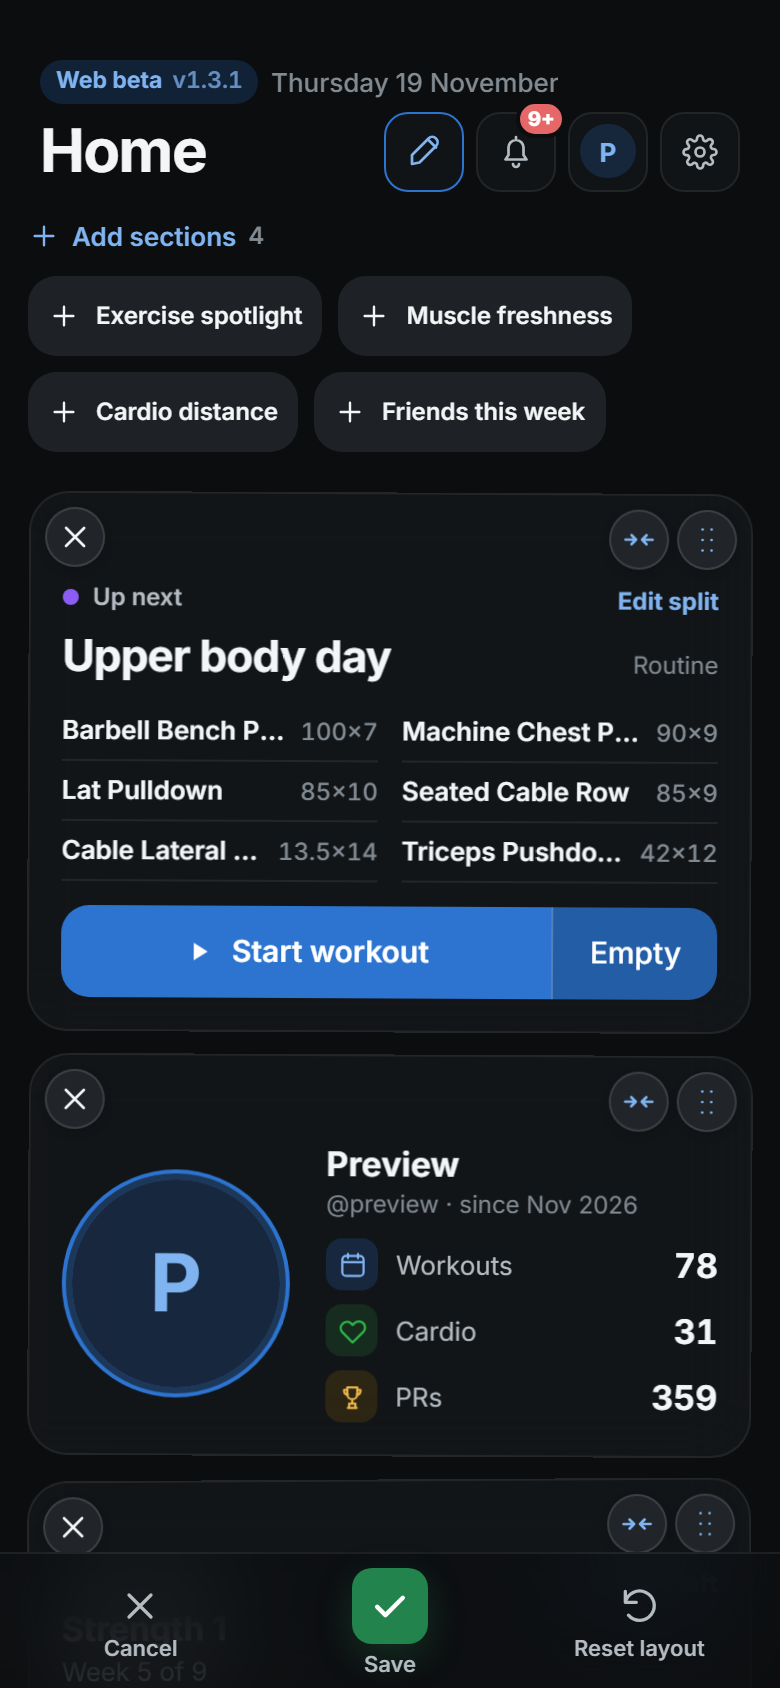 Web beta v1.3.1 Thursday 19 November
Home
9+
P
Add sections 4
Exercise spotlight
Muscle freshness
Cardio distance
Friends this week
Up next
Edit split
Upper body day
Routine
Barbell Bench P... 100×7
Machine Chest P... 90×9
Lat Pulldown 85×10
Seated Cable Row 85×9
Cable Lateral ... 13.5×14
Triceps Pushdo... 42×12
Start workout
Empty
P
Preview
@preview · since Nov 2026
Workouts 78
Cardio 31
PRs 359
Strength 1
Week 5 of 9
Cancel
Save
Reset layout